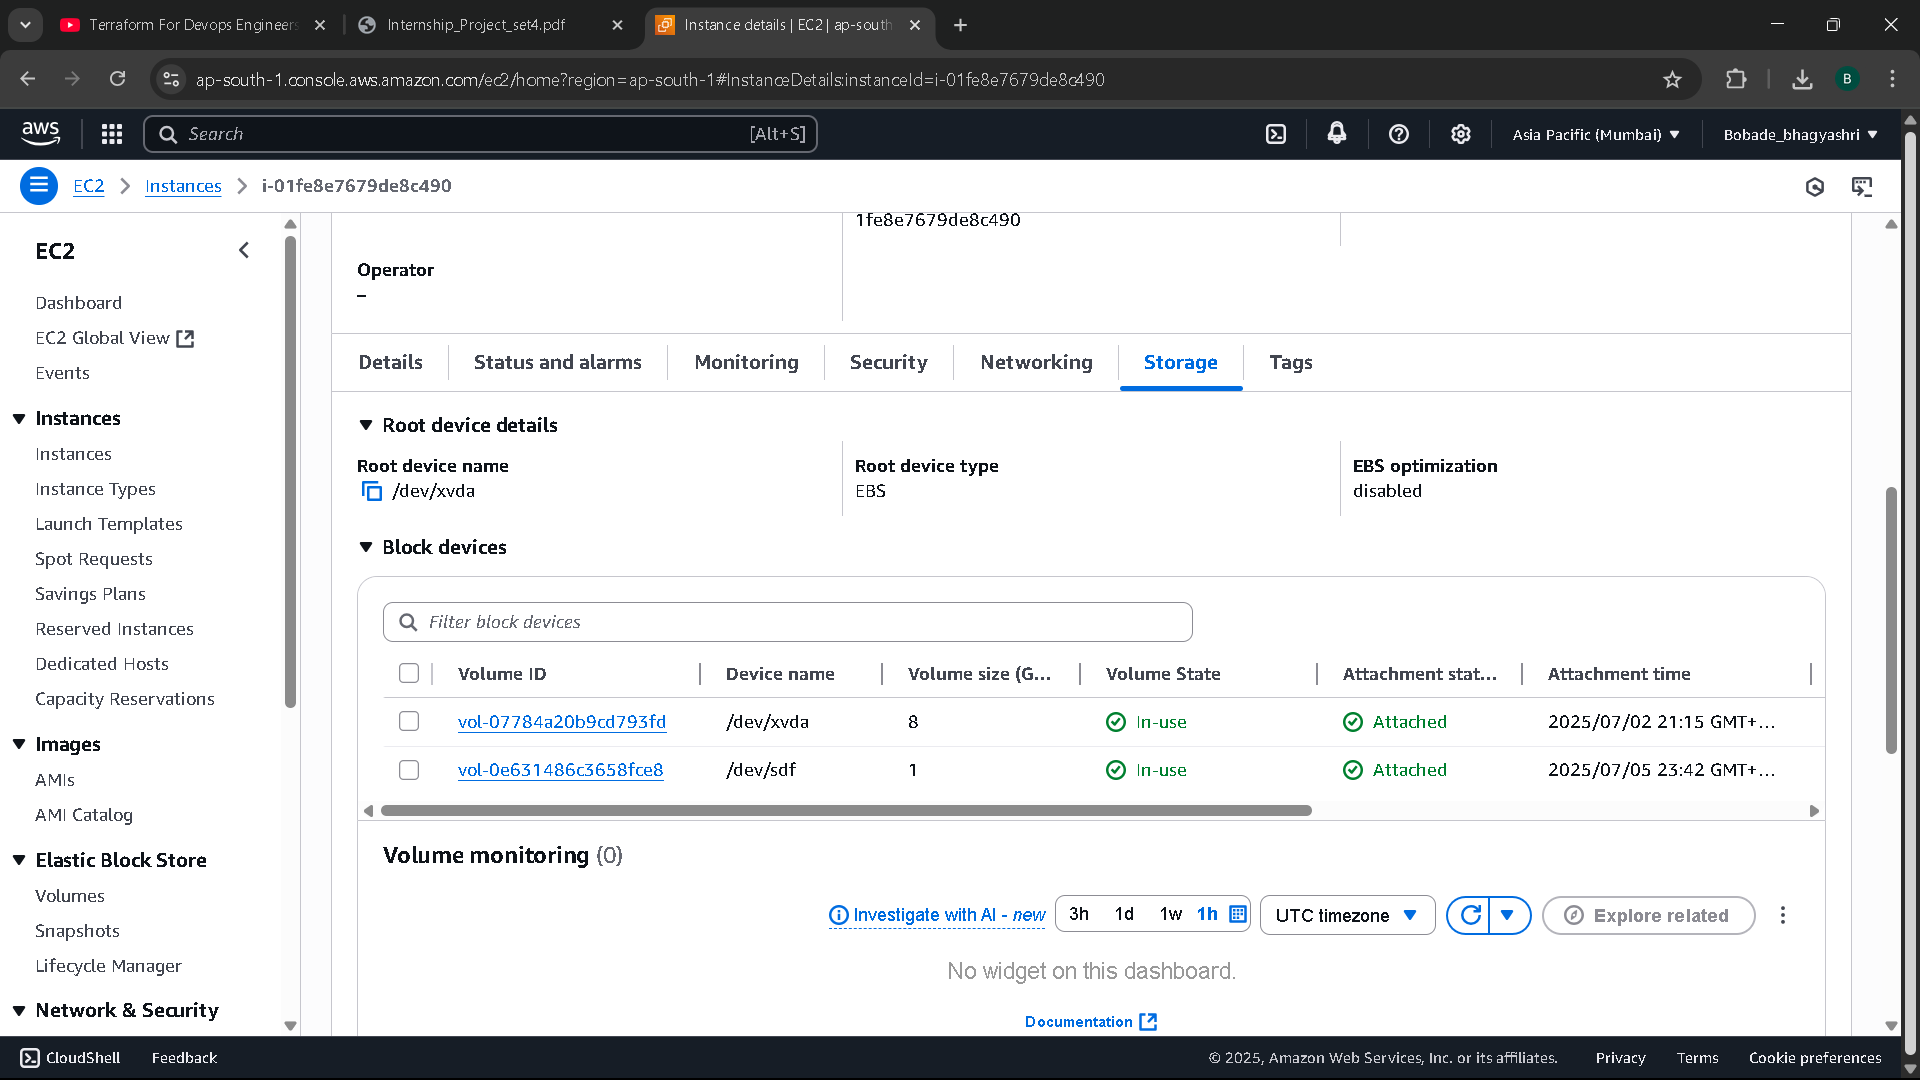 Terraform For Devops Engineers
Internship_Project_set4.pdf
Instance details | EC2 | ap-south
ap-south-1.console.aws.amazon.com/ec2/home?region=ap-south-1#InstanceDetails:instanceId=i-01fe8e7679de8c490
B
aws
Search
[Alt+S]
Asia Pacific (Mumbai)
Bobade_bhagyashri
EC2
Instances
i-01fe8e7679de8c490
EC2
Dashboard
EC2 Global View
Events
Instances
Instances
Instance Types
Launch Templates
Spot Requests
Savings Plans
Reserved Instances
Dedicated Hosts
Capacity Reservations
Images
AMIs
AMI Catalog
Elastic Block Store
Volumes
Snapshots
Lifecycle Manager
Network & Security
1fe8e7679de8c490
Operator
–
Details
Status and alarms
Monitoring
Security
Networking
Storage
Tags
Root device details
Root device name
/dev/xvda
Root device type
EBS
EBS optimization
disabled
Block devices
Filter block devices
Volume ID Device name Volume size (G... Volume State Attachment stat... Attachment time
vol-07784a20b9cd793fd /dev/xvda 8 In-use Attached 2025/07/02 21:15 GMT+...
vol-0e631486c3658fce8 /dev/sdf 1 In-use Attached 2025/07/05 23:42 GMT+...
Volume monitoring (0)
Investigate with AI - new
3h 1d 1w 1h
UTC timezone
Explore related
No widget on this dashboard.
Documentation
CloudShell
Feedback
© 2025, Amazon Web Services, Inc. or its affiliates.
Privacy
Terms
Cookie preferences